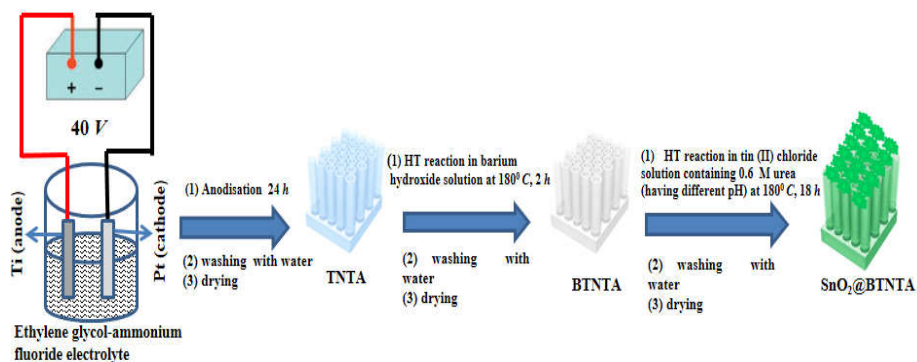 + −
40 V
Ti (anode)
Pt (cathode)
Ethylene glycol-ammonium
fluoride electrolyte
(1) Anodisation 24 h
(2) washing with water
(3) drying
TNTA
(1) HT reaction in barium
hydroxide solution at 180⁰ C, 2 h
(2) washing with
water
(3) drying
BTNTA
(1) HT reaction in tin (II) chloride
solution containing 0.6 M urea
(having different pH) at 180⁰ C, 18 h
(2) washing with
water
(3) drying
SnO₂@BTNTA